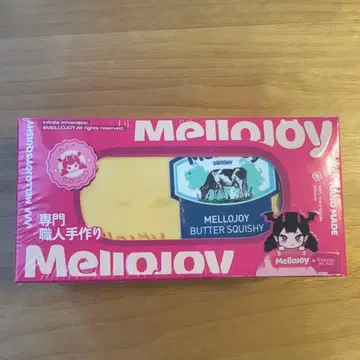 Infinite Innovation
©MELLOJOY All rights reserved.
MelloJoy
MELLOJOYSQUISHY
SQUISHY
MELLOJOY
BUTTER SQUISHY
専門
職人手作り
HAND MADE
MelloJoy
MelloJoy